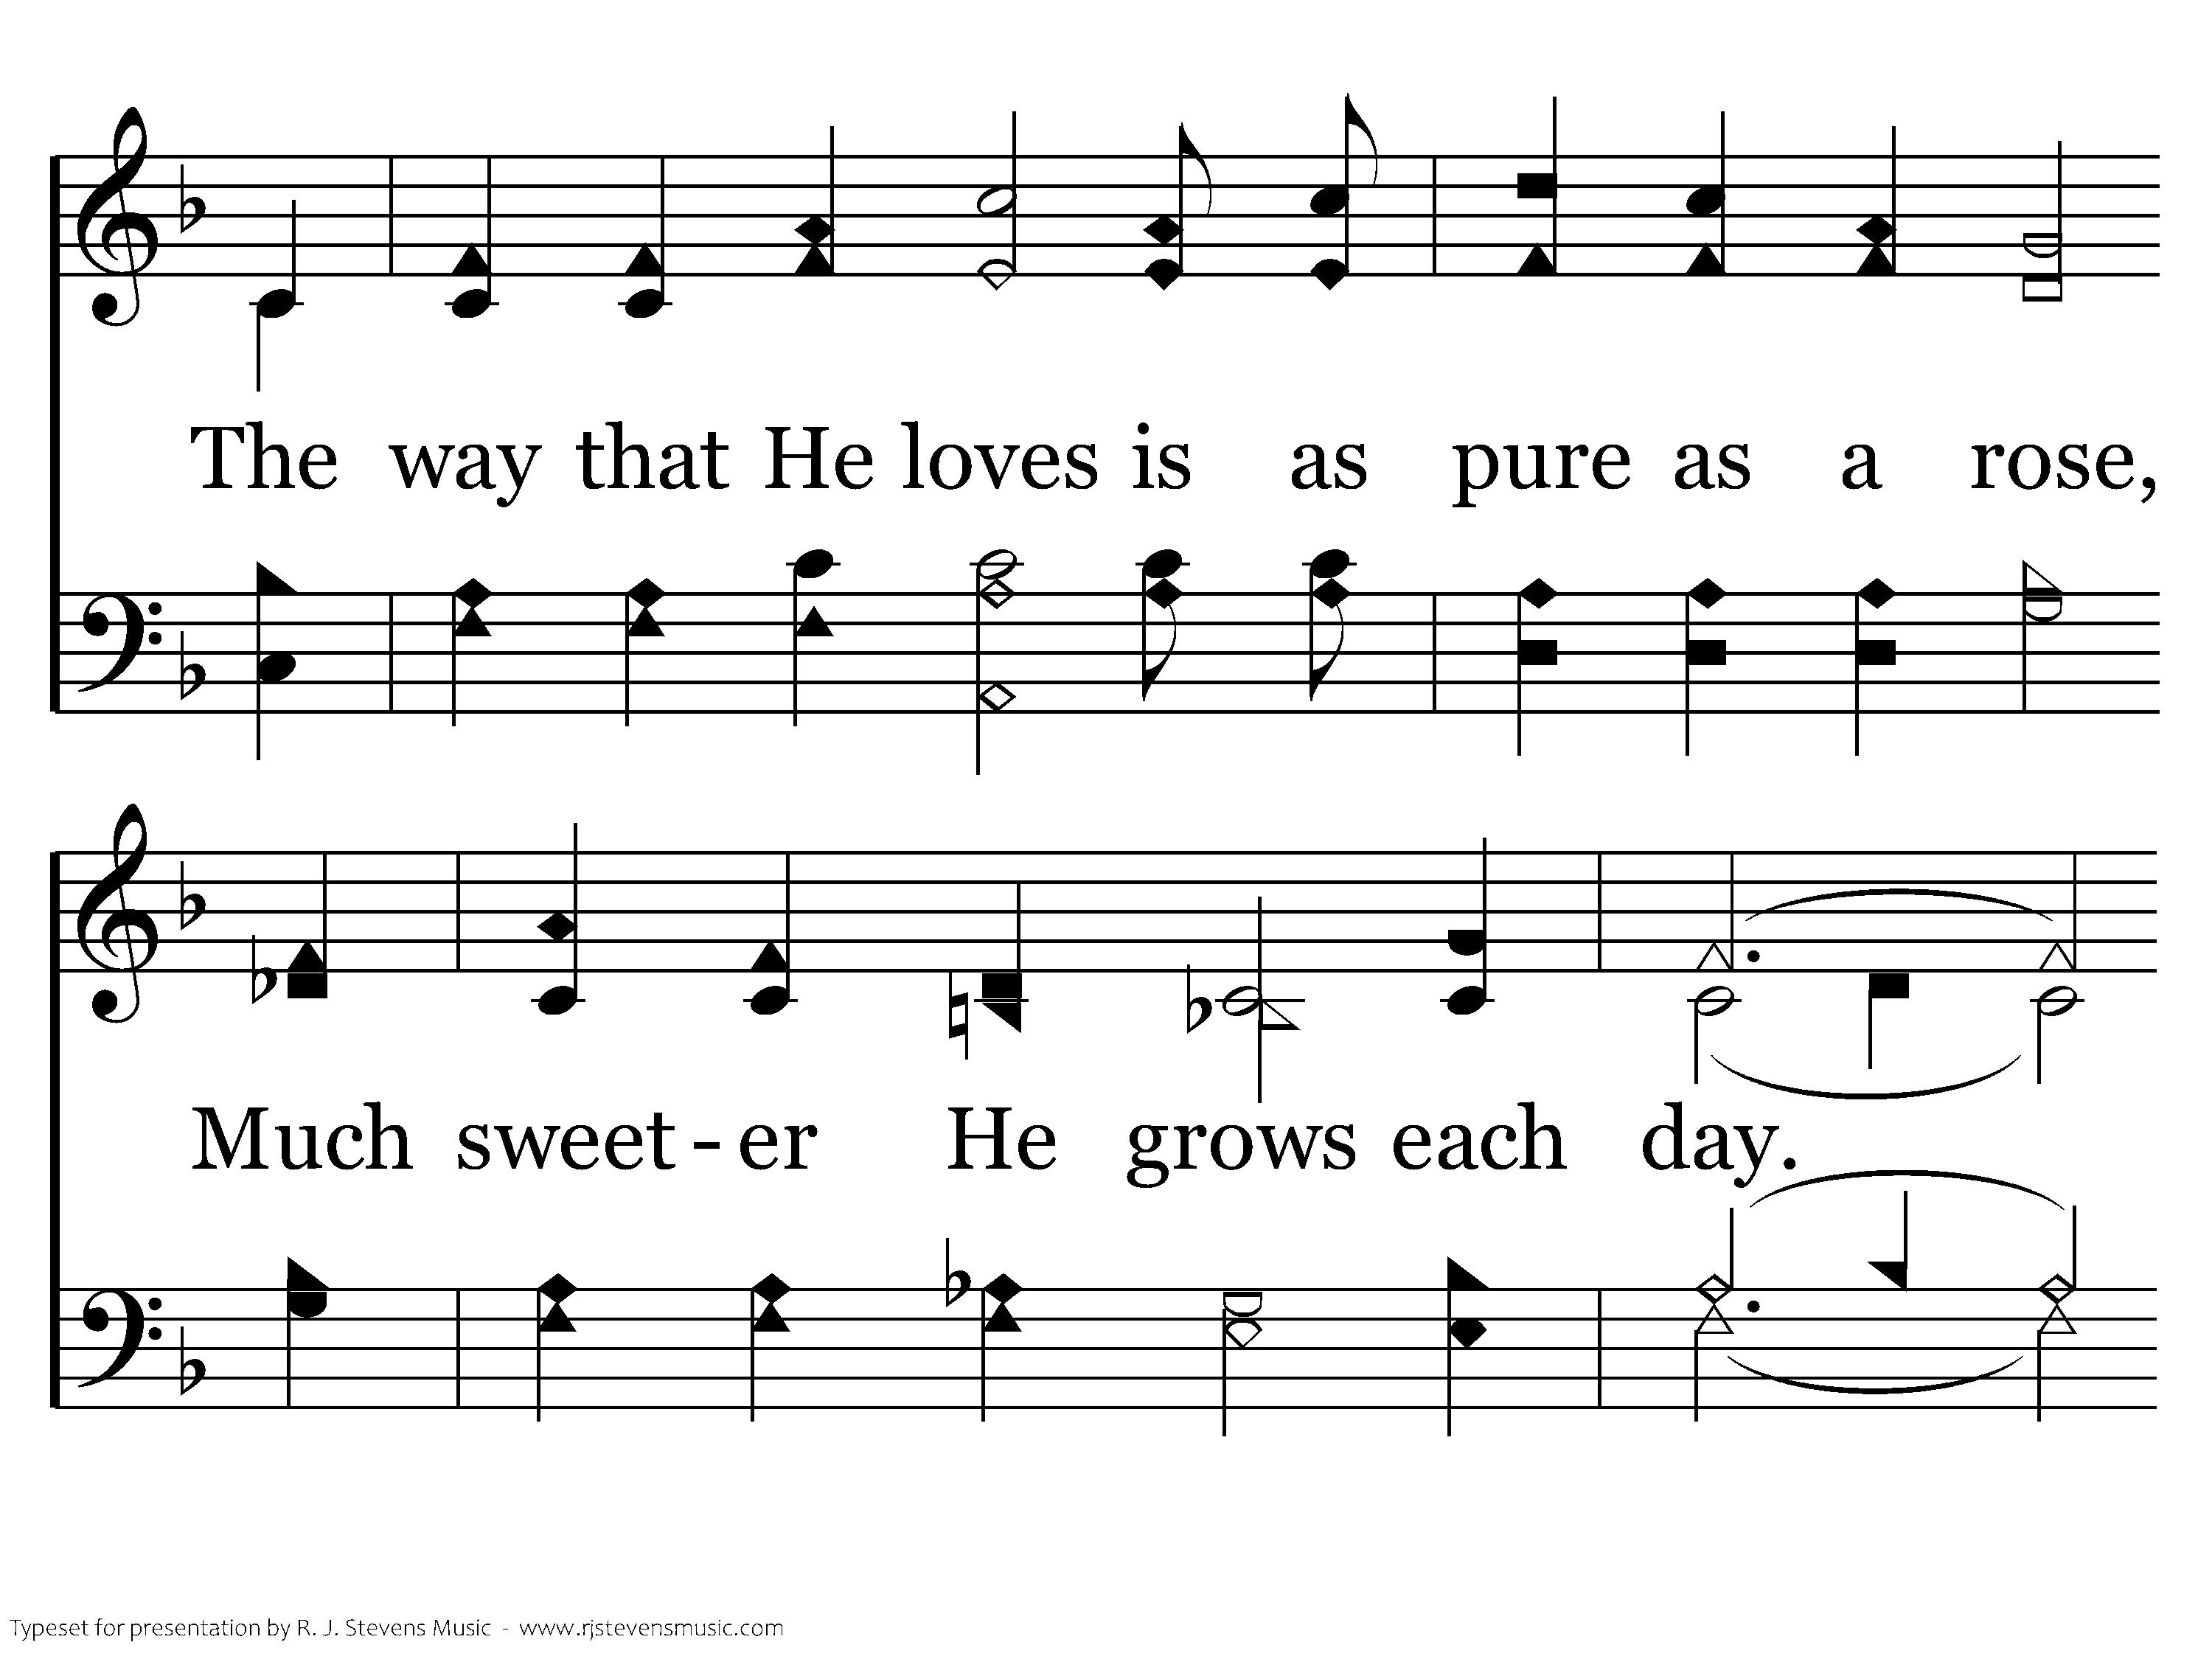 The way that He loves is as pure as a rose,
Much sweet - er He grows each day.
Typeset for presentation by R. J. Stevens Music - www.rjstevensmusic.com